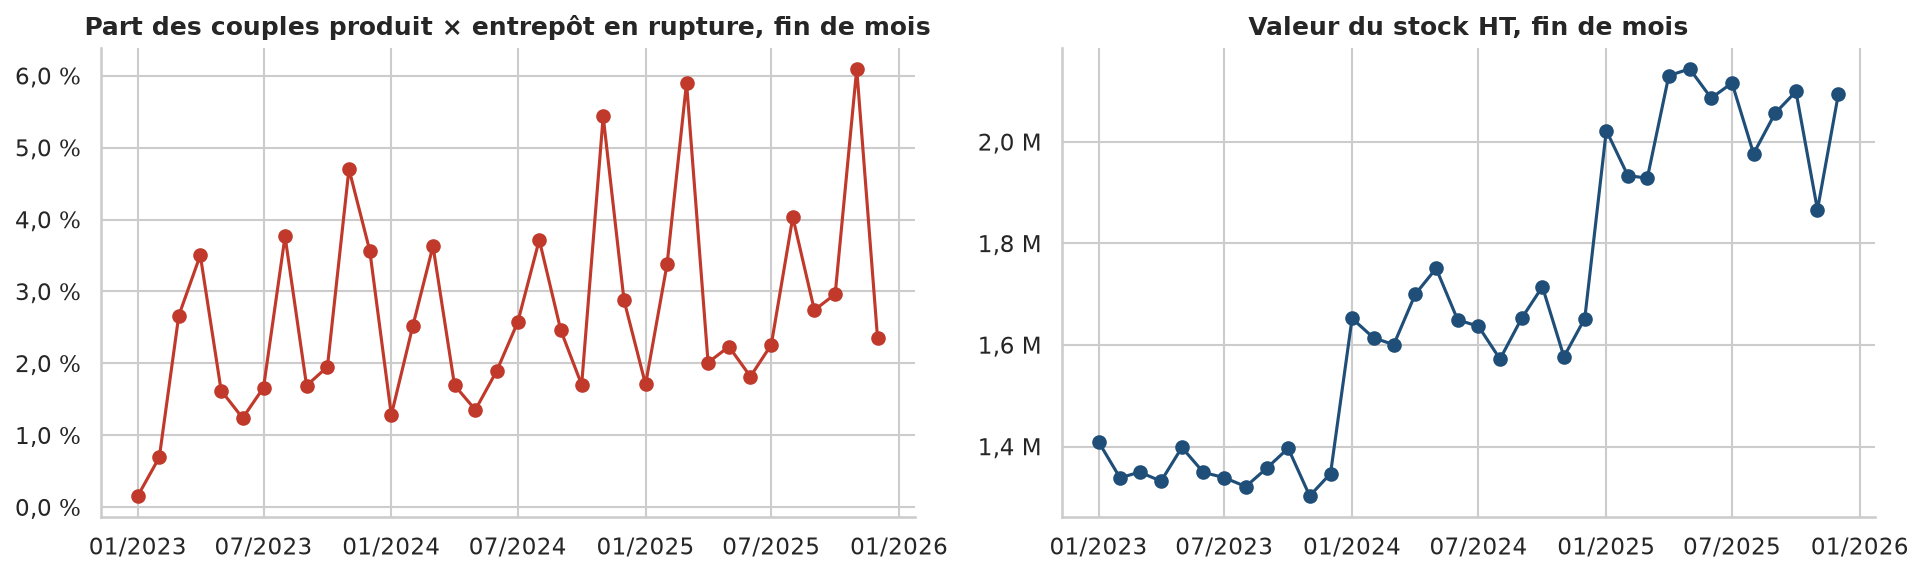 Part des couples produit × entrepôt en rupture, fin de mois
6,0 %
5,0 %
4,0 %
3,0 %
2,0 %
1,0 %
0,0 %
01/2023 07/2023 01/2024 07/2024 01/2025 07/2025 01/2026
Valeur du stock HT, fin de mois
2,0 M
1,8 M
1,6 M
1,4 M
01/2023 07/2023 01/2024 07/2024 01/2025 07/2025 01/2026